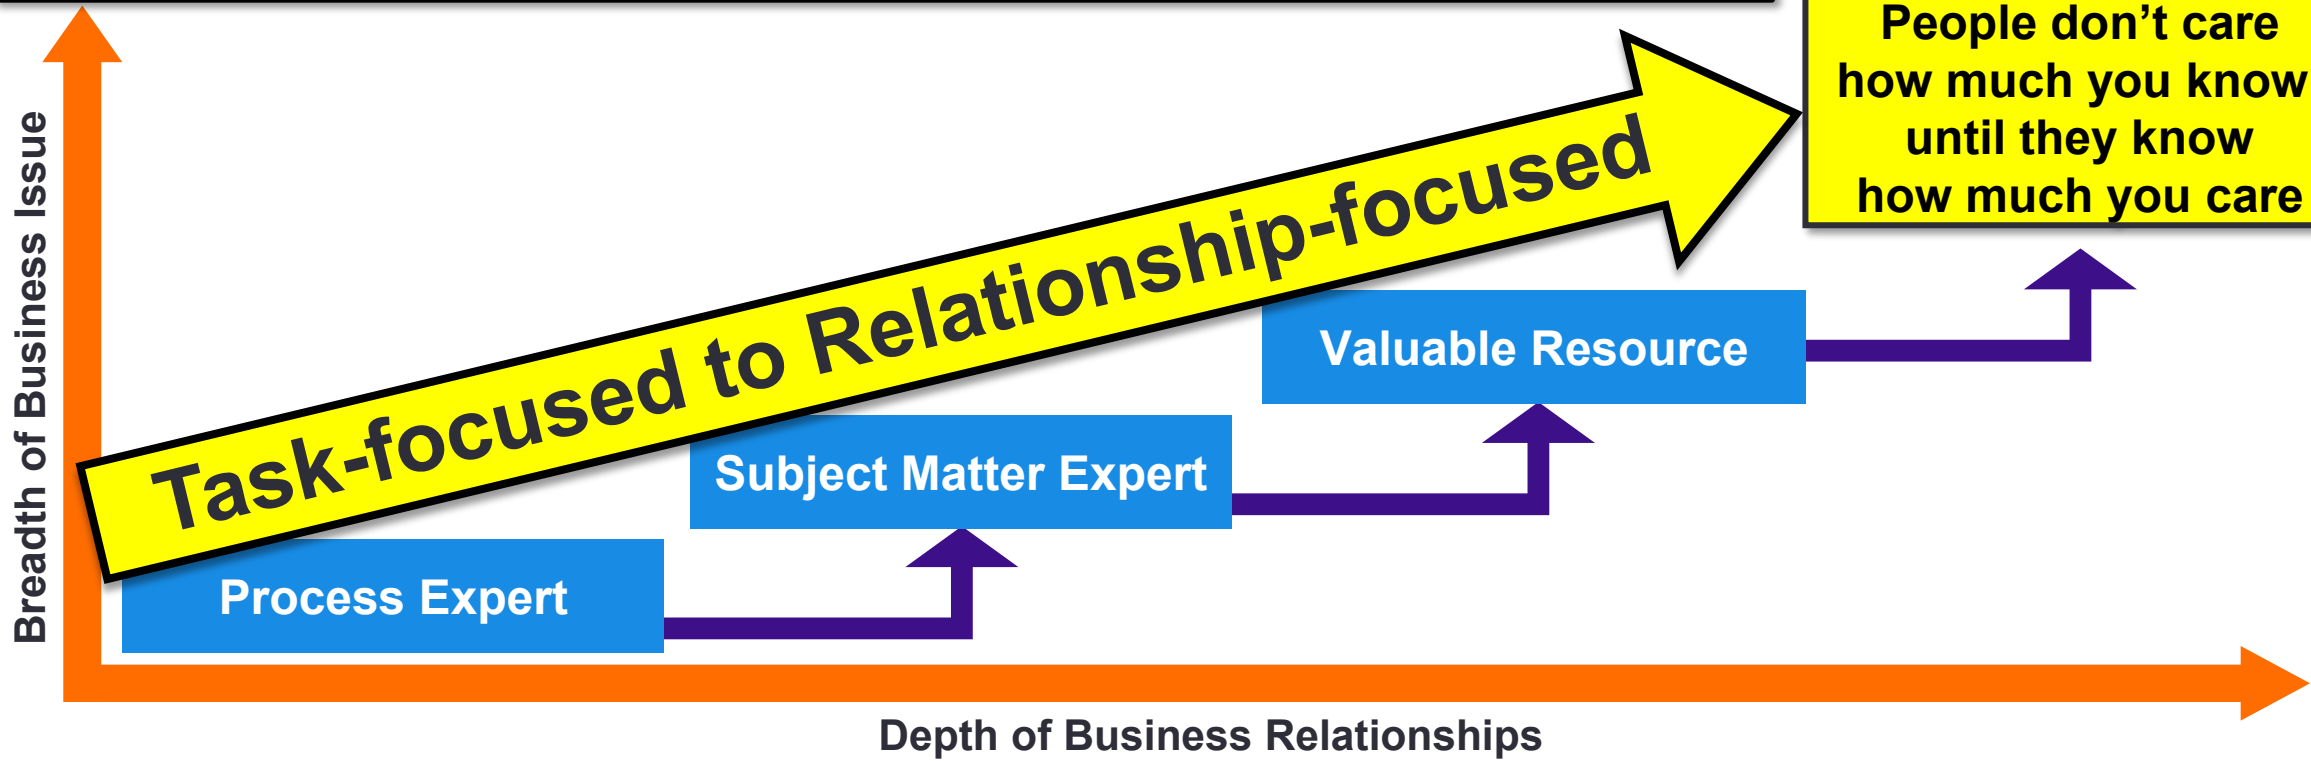 People don’t care
how much you know
until they know
how much you care
Task-focused to Relationship-focused
Valuable Resource
Subject Matter Expert
Process Expert
Breadth of Business Issue
Depth of Business Relationships